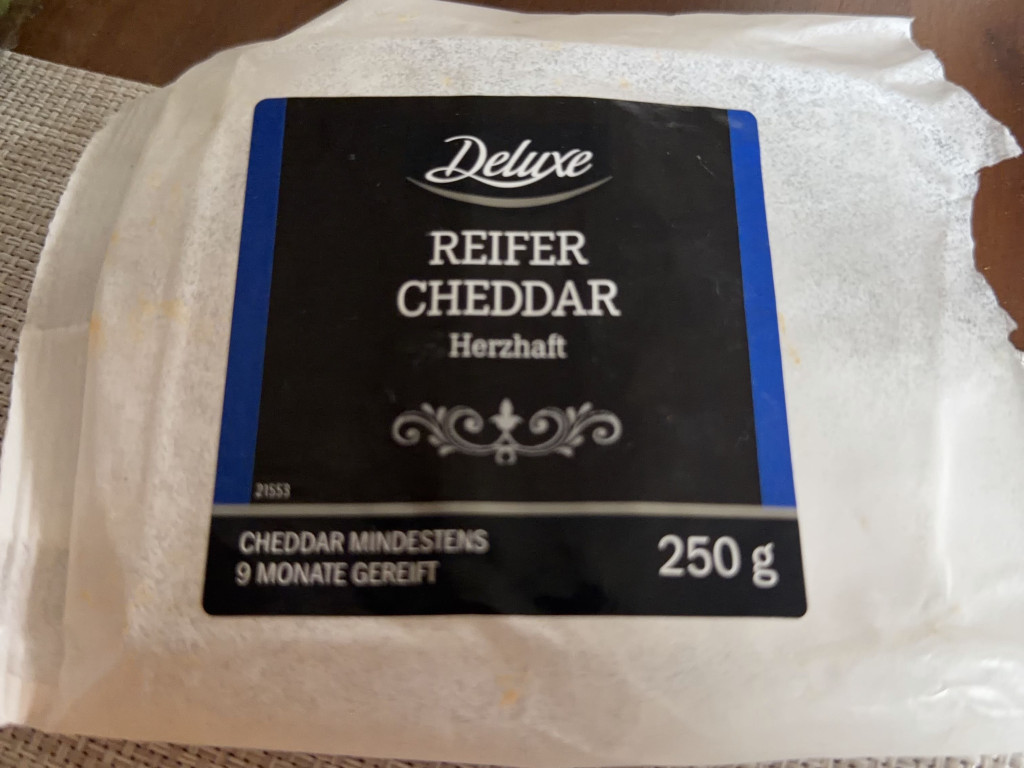 Deluxe
REIFER
CHEDDAR
Herzhaft
21553
CHEDDAR MINDESTENS
9 MONATE GEREIFT
250 g